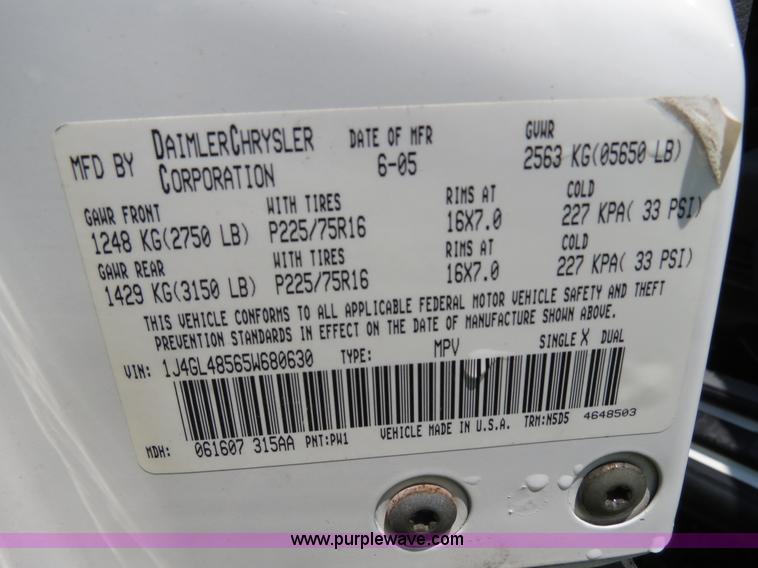 MFD BY DAIMLERCHRYSLER CORPORATION DATE OF MFR 6-05 GVWR 2563 KG(05650 LB)
GAWR FRONT WITH TIRES RIMS AT COLD
1248 KG(2750 LB) P225/75R16 16X7.0 227 KPA( 33 PSI)
GAWR REAR WITH TIRES RIMS AT COLD
1429 KG(3150 LB) P225/75R16 16X7.0 227 KPA( 33 PSI)
THIS VEHICLE CONFORMS TO ALL APPLICABLE FEDERAL MOTOR VEHICLE SAFETY AND THEFT
PREVENTION STANDARDS IN EFFECT ON THE DATE OF MANUFACTURE SHOWN ABOVE.
VIN: 1J4GL48565W680630 TYPE: MPV SINGLE X DUAL
MDH: 061607 315AA PNT:PW1 VEHICLE MADE IN U.S.A. TRM:N5D5 4648503
www.purplewave.com